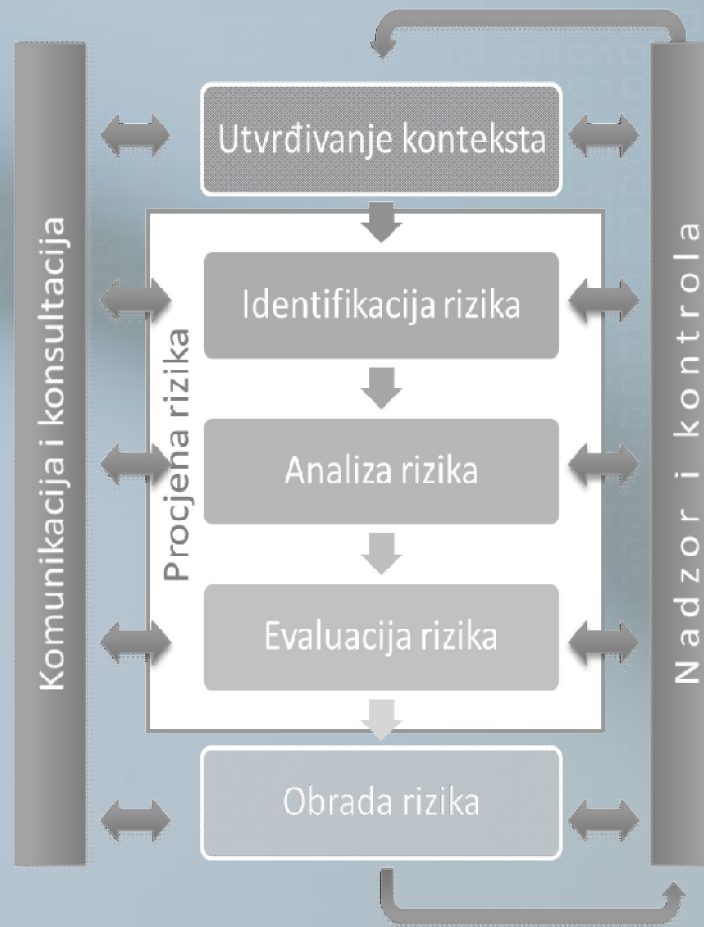 Utvrđivanje konteksta
Komunikacija i konsultacija
Procjena rizika
Identifikacija rizika
Analiza rizika
Evaluacija rizika
Obrada rizika
Nadzor i kontrola